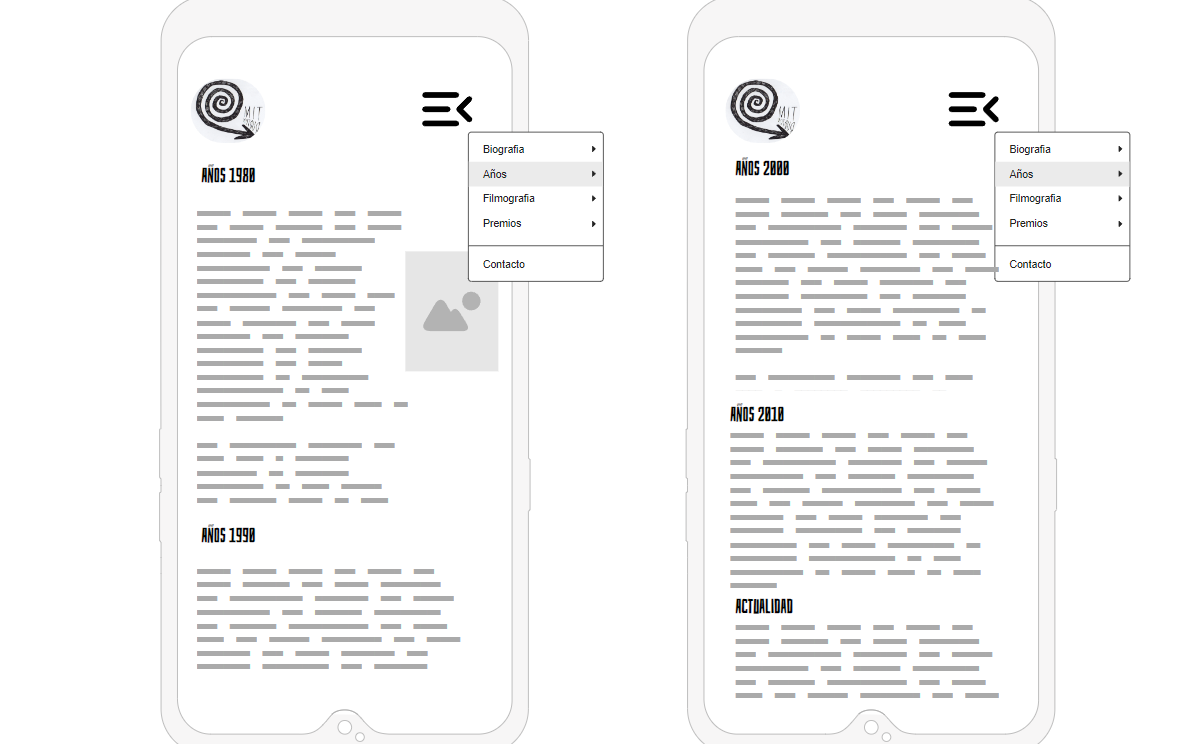 MIT
AÑOS 1980
Biografia
Años
Filmografia
Premios
Contacto
AÑOS 1990
MIT
AÑOS 2000
Biografia
Años
Filmografia
Premios
Contacto
AÑOS 2010
ACTUALIDAD